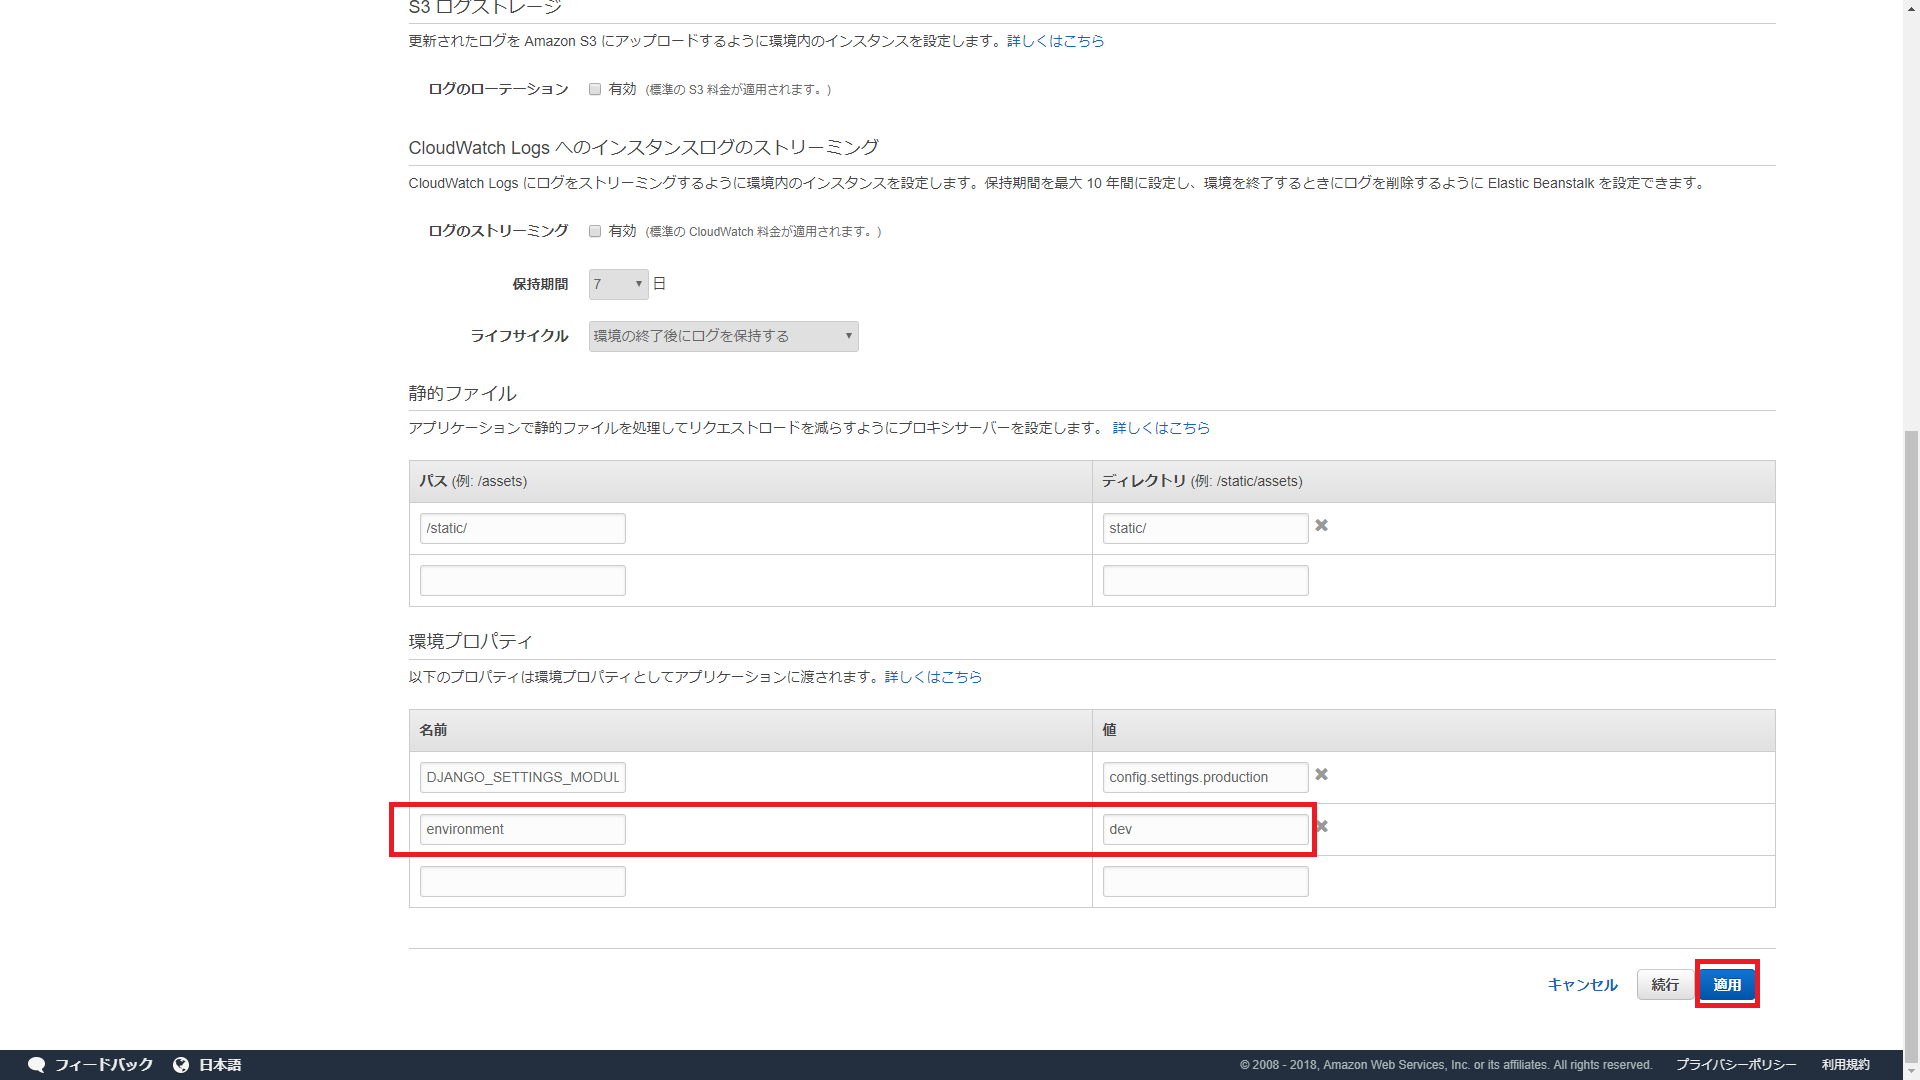 S3 ログストレージ
更新されたログを Amazon S3 にアップロードするように環境内のインスタンスを設定します。詳しくはこちら
ログのローテーション 有効 (標準の S3 料金が適用されます。)
CloudWatch Logs へのインスタンスログのストリーミング
CloudWatch Logs にログをストリーミングするように環境内のインスタンスを設定します。保持期間を最大 10 年間に設定し、環境を終了するときにログを削除するように Elastic Beanstalk を設定できます。
ログのストリーミング 有効 (標準の CloudWatch 料金が適用されます。)
保持期間 7 日
ライフサイクル 環境の終了後にログを保持する
静的ファイル
アプリケーションで静的ファイルを処理してリクエストロードを減らすようにプロキシサーバーを設定します。 詳しくはこちら
パス (例: /assets) ディレクトリ (例: /static/assets)
/static/ static/
環境プロパティ
以下のプロパティは環境プロパティとしてアプリケーションに渡されます。詳しくはこちら
名前 値
DJANGO_SETTINGS_MODUL config.settings.production
environment dev
キャンセル 続行 適用
フィードバック 日本語 © 2008 - 2018, Amazon Web Services, Inc. or its affiliates. All rights reserved. プライバシーポリシー 利用規約